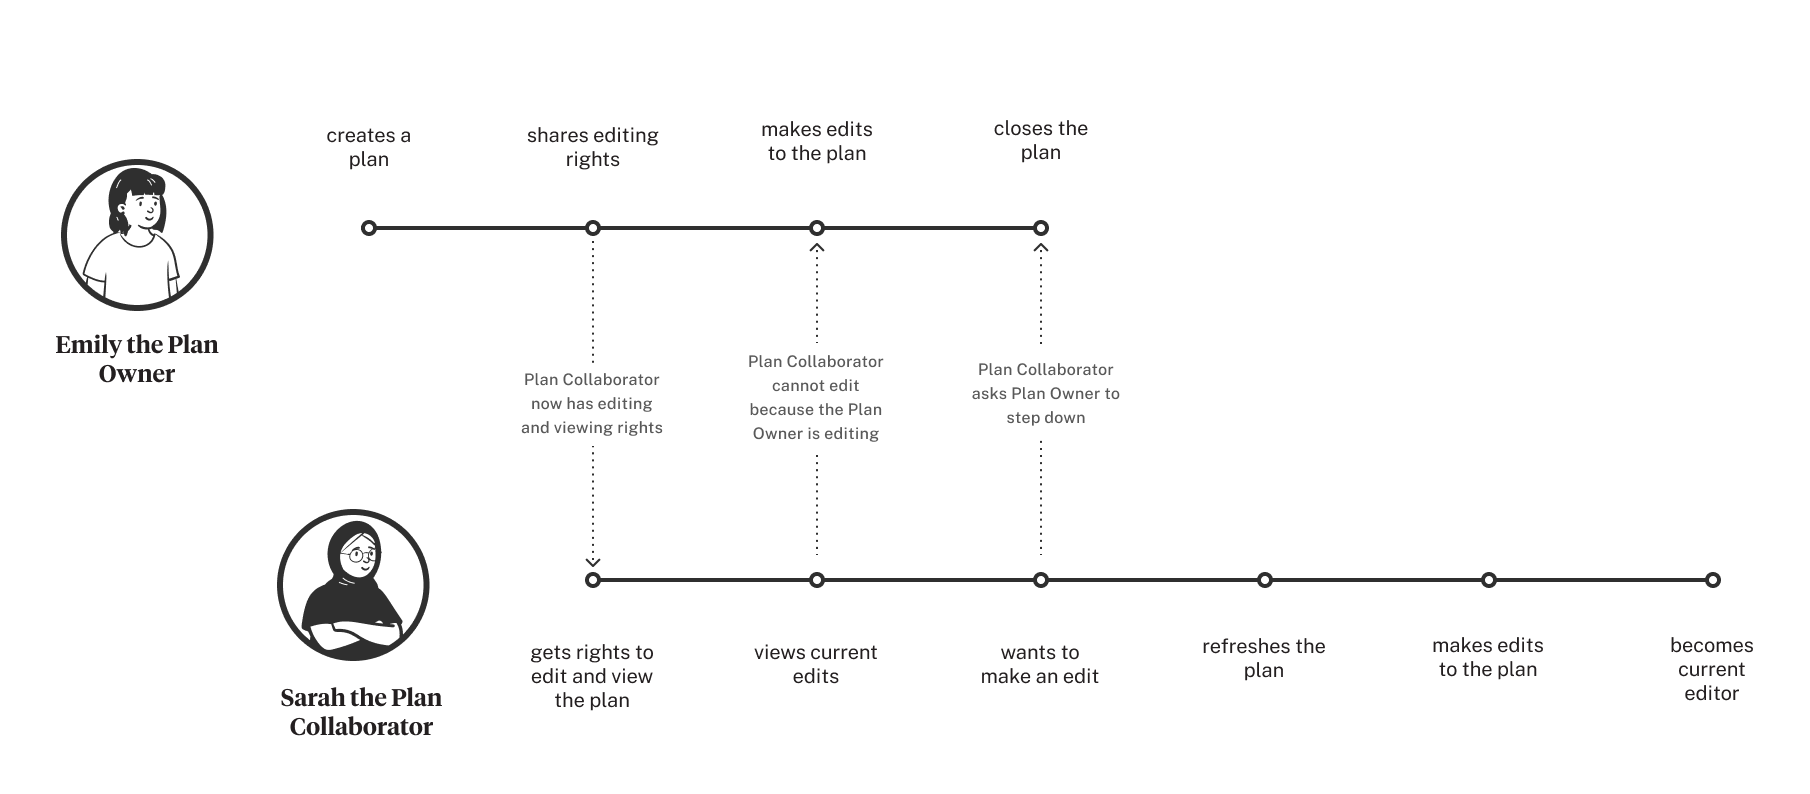 creates a
plan
shares editing
rights
makes edits
to the plan
closes the
plan
Emily the Plan
Owner
Plan Collaborator
now has editing
and viewing rights
Plan Collaborator
cannot edit
because the Plan
Owner is editing
Plan Collaborator
asks Plan Owner to
step down
Sarah the Plan
Collaborator
gets rights to
edit and view
the plan
views current
edits
wants to
make an edit
refreshes the
plan
makes edits
to the plan
becomes
current
editor